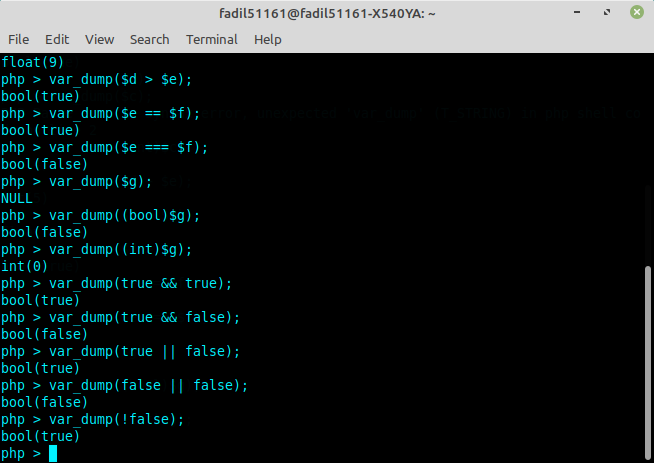 fadil51161@fadil51161-X540YA: ~
File Edit View Search Terminal Help
float(9)
php > var_dump($d > $e);
bool(true)
php > var_dump($e == $f);
bool(true)
php > var_dump($e === $f);
bool(false)
php > var_dump($g);
NULL
php > var_dump((bool)$g);
bool(false)
php > var_dump((int)$g);
int(0)
php > var_dump(true && true);
bool(true)
php > var_dump(true && false);
bool(false)
php > var_dump(true || false);
bool(true)
php > var_dump(false || false);
bool(false)
php > var_dump(!false);
bool(true)
php >